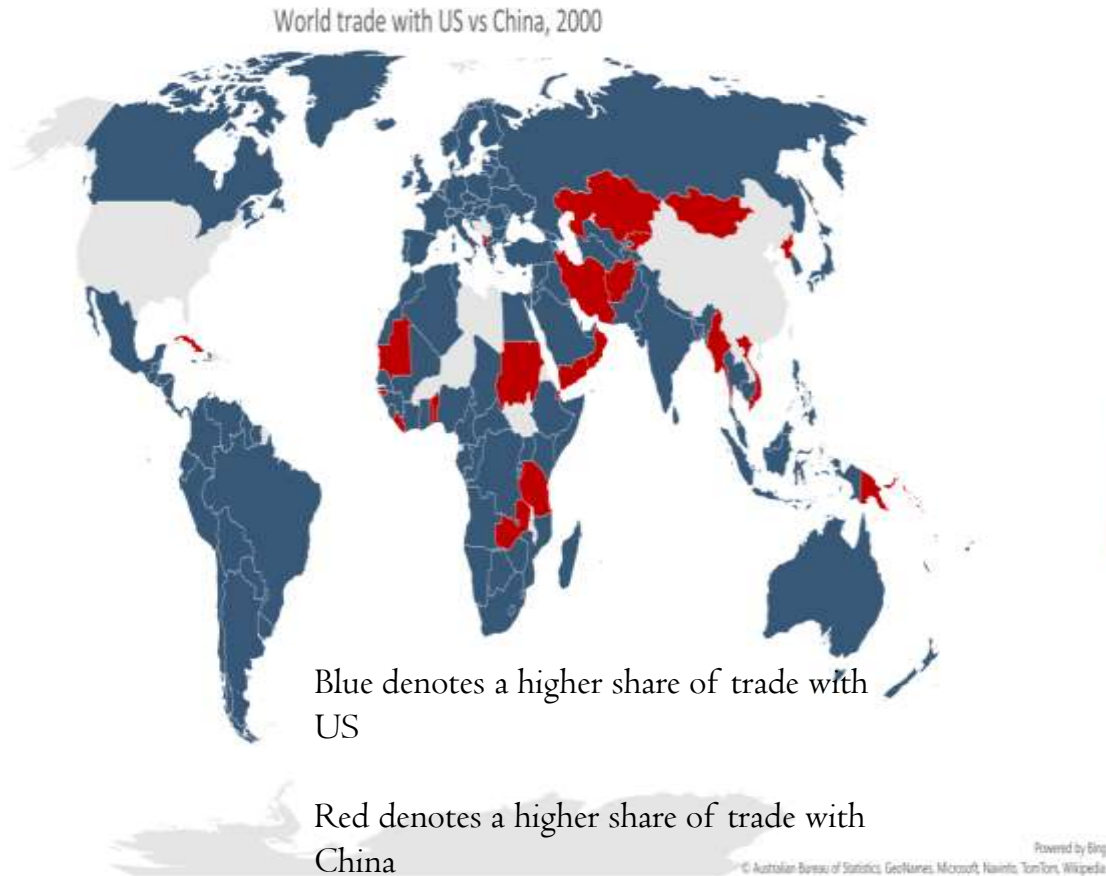 World trade with US vs China, 2000
Blue denotes a higher share of trade with
US
Red denotes a higher share of trade with
China
Powered by Bing
© Australian Bureau of Statistics, GeoNames, Microsoft, Navinfo, TomTom, Wikipedia